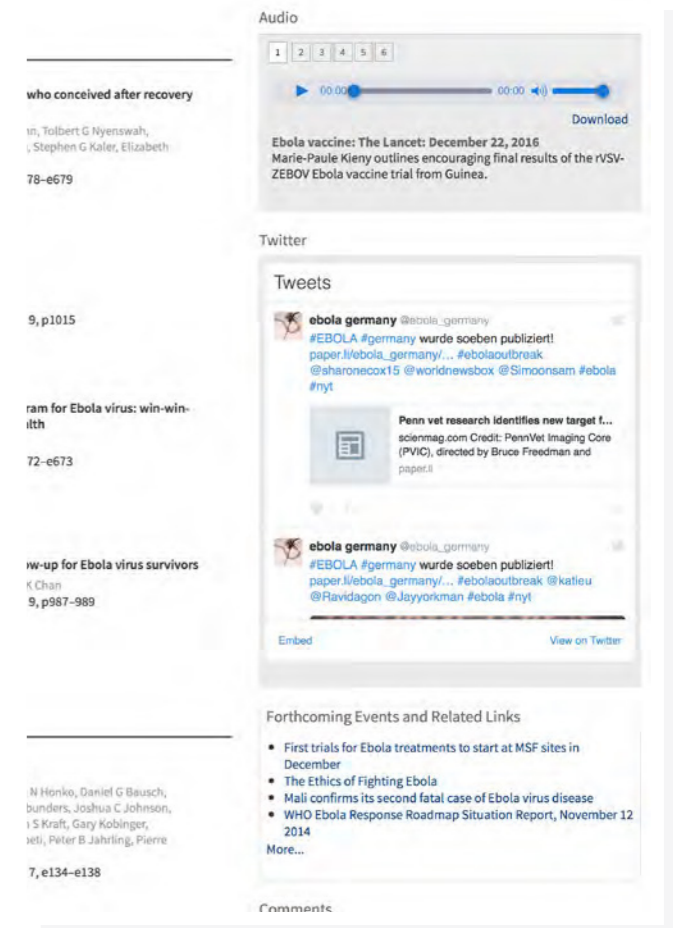 Audio
1 2 3 4 5 6
00:00 00:00
Download
Ebola vaccine: The Lancet: December 22, 2016
Marie-Paule Kieny outlines encouraging final results of the rVSV-
ZEBOV Ebola vaccine trial from Guinea.
who conceived after recovery
Tolbert G Nyenswah,
Stephen G Kaler, Elizabeth
78–e679
9, p1015
ram for Ebola virus: win-win-
lth
72–e673
ow-up for Ebola virus survivors
K Chan
9, p987–989
N Honko, Daniel G Bausch,
bunders, Joshua C Johnson,
S Kraft, Gary Kobinger,
eti, Peter B Jahrling, Pierre
7, e134–e138
Twitter
Tweets
ebola germany @ebola_germany
#EBOLA #germany wurde soeben publiziert!
paper.li/ebola_germany/... #ebolaoutbreak
@sharonecox15 @worldnewsbox @Simoonsam #ebola
#nyt
Penn vet research identifies new target f...
scienmag.com Credit: PennVet Imaging Core
(PVIC), directed by Bruce Freedman and
paper.li
ebola germany @ebola_germany
#EBOLA #germany wurde soeben publiziert!
paper.li/ebola_germany/... #ebolaoutbreak @katieu
@Ravidagon @Jayyorkman #ebola #nyt
Embed
View on Twitter
Forthcoming Events and Related Links
• First trials for Ebola treatments to start at MSF sites in
December
• The Ethics of Fighting Ebola
• Mali confirms its second fatal case of Ebola virus disease
• WHO Ebola Response Roadmap Situation Report, November 12
2014
More...
Comments